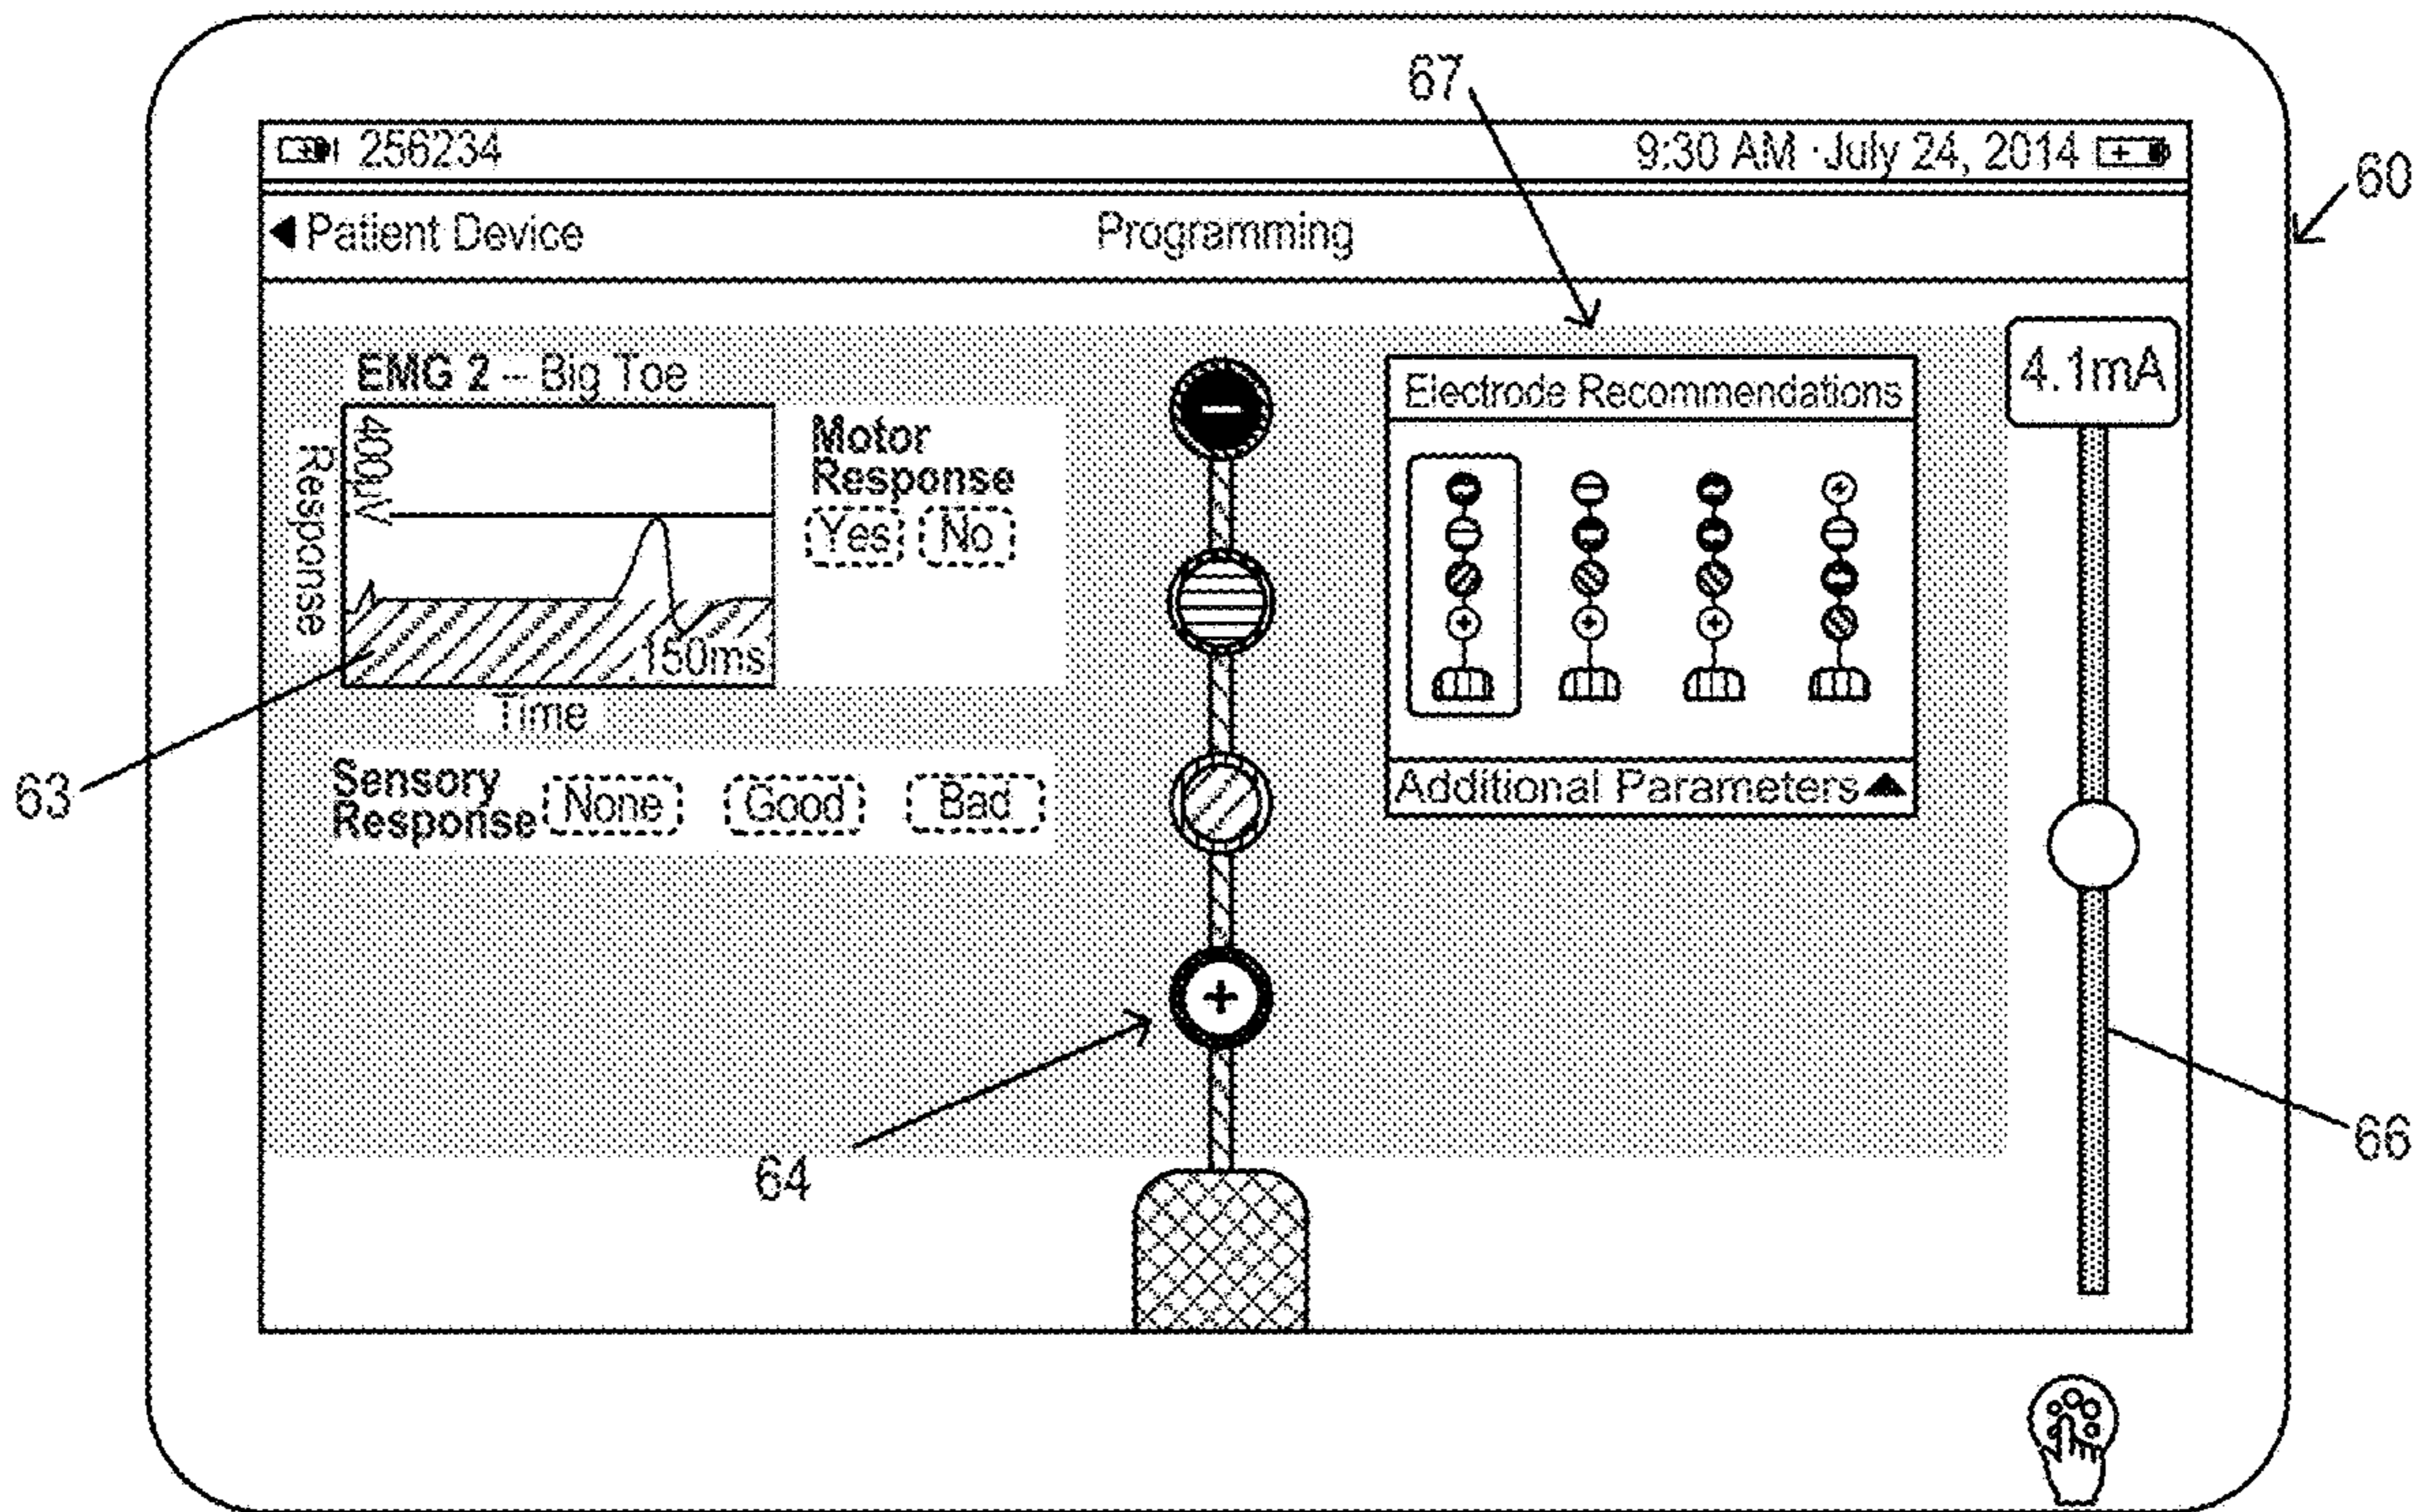 67
256234
9:30 AM · July 24, 2014
60
Patient Device
Programming
EMG 2 -- Big Toe
400µV
Response
150ms
Time
Motor
Response
Yes No
Sensory
Response
None Good Bad
−
+
Electrode Recommendations
Additional Parameters
4.1mA
63
64
66